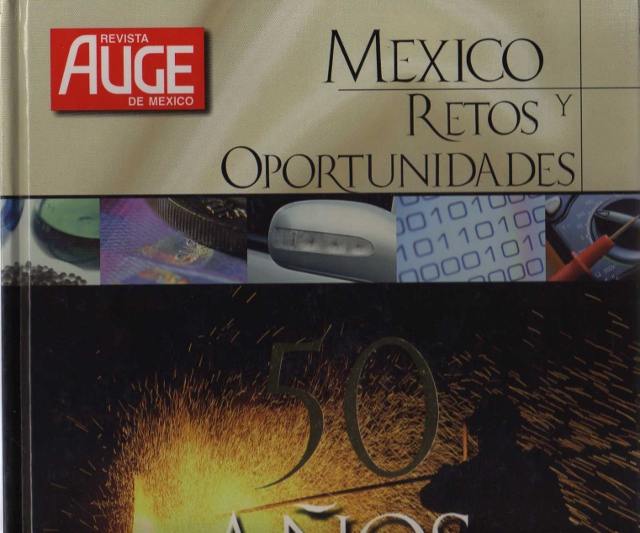 REVISTA
AUGE
DE MEXICO
MEXICO
RETOS Y
OPORTUNIDADES
50
AÑOS